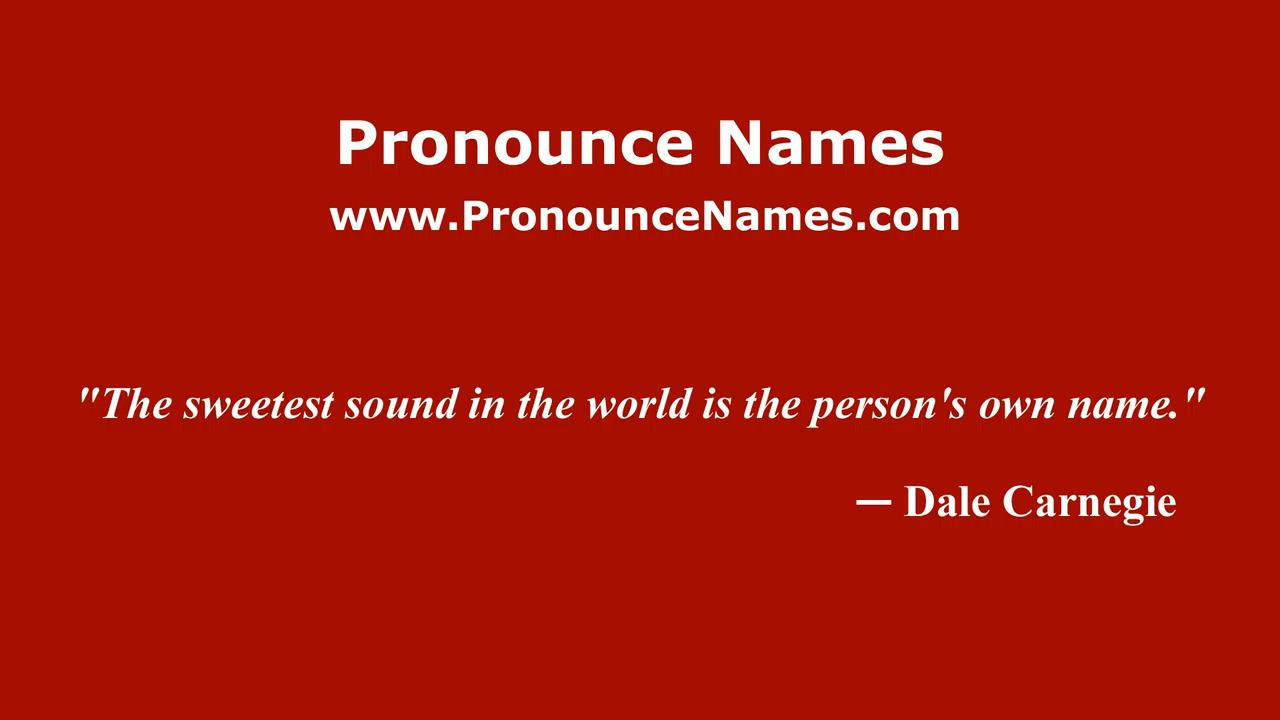 Pronounce Names
www.PronounceNames.com
"The sweetest sound in the world is the person's own name."
— Dale Carnegie